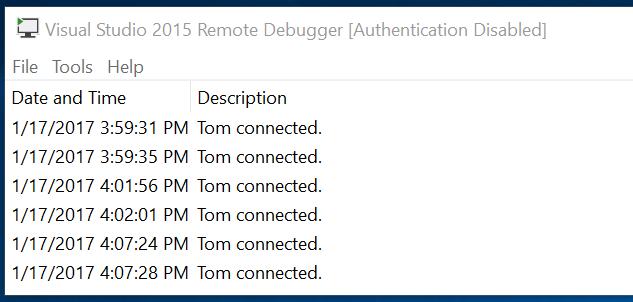 Visual Studio 2015 Remote Debugger [Authentication Disabled]
File Tools Help
Date and Time Description
1/17/2017 3:59:31 PM Tom connected.
1/17/2017 3:59:35 PM Tom connected.
1/17/2017 4:01:56 PM Tom connected.
1/17/2017 4:02:01 PM Tom connected.
1/17/2017 4:07:24 PM Tom connected.
1/17/2017 4:07:28 PM Tom connected.